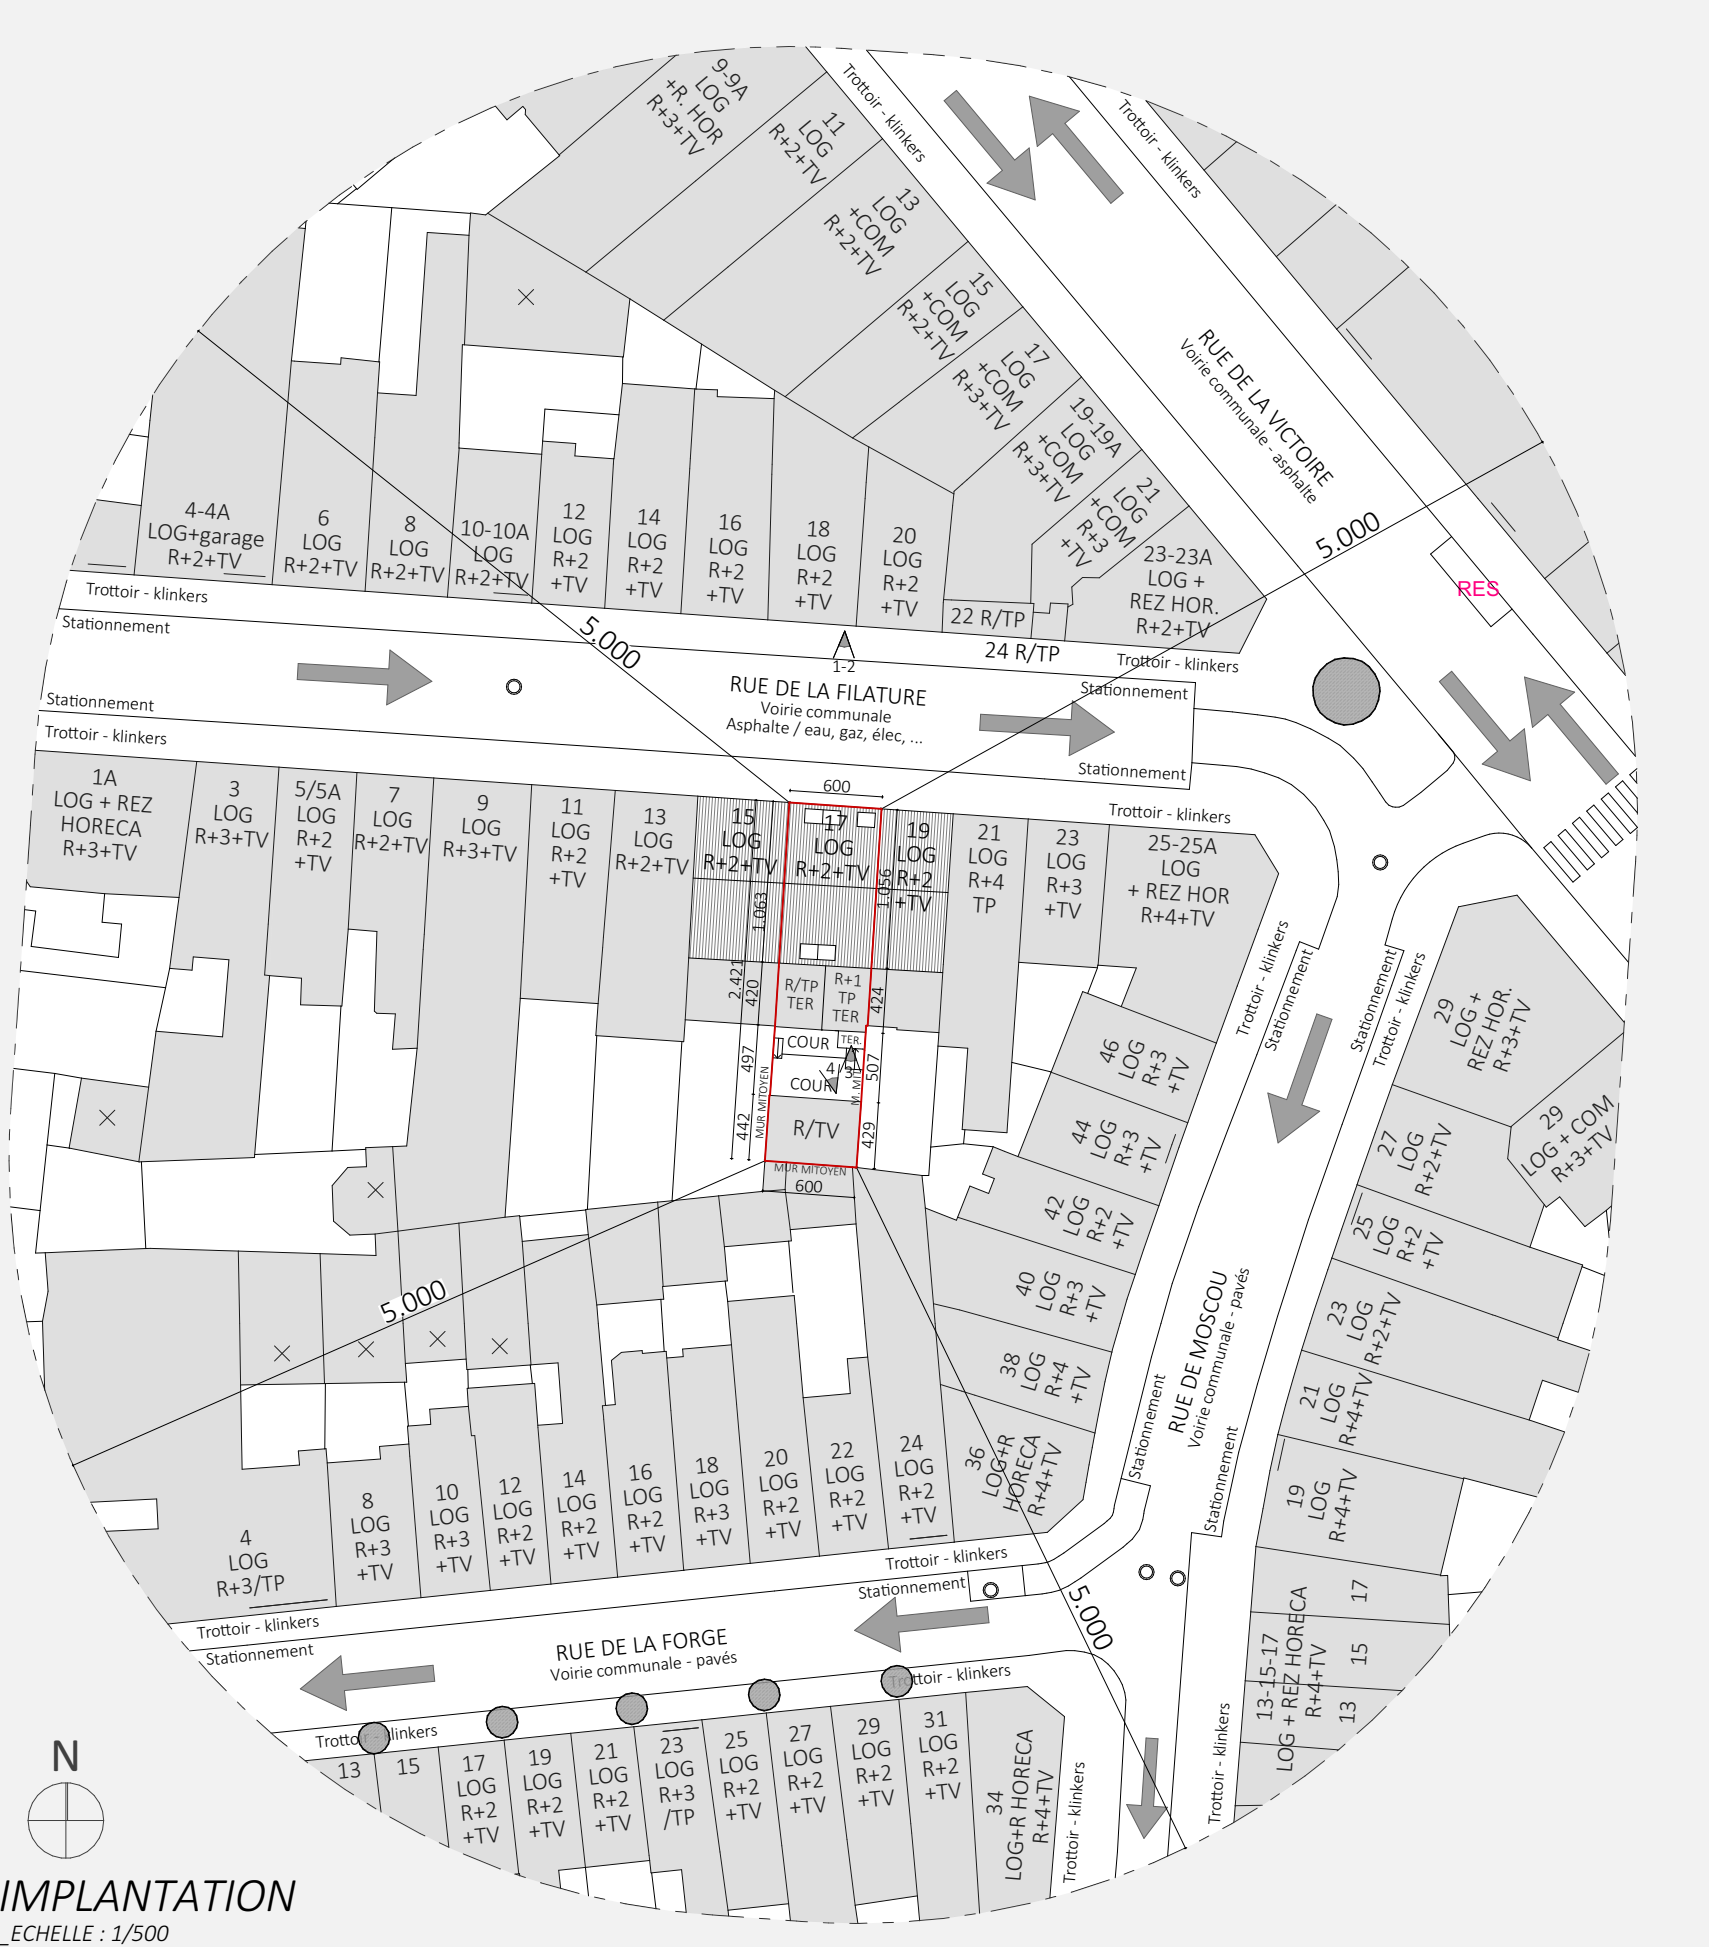 9-9A
LOG
+R. HOR
R+3+TV
11
LOG
R+2+TV
13
LOG
+COM
R+2+TV
15
LOG
+COM
R+2+TV
17
LOG
+COM
R+3+TV
19-19A
LOG
+COM
R+3+TV
21
LOG
+COM
R+3
+TV
23-23A
LOG +
REZ HOR.
R+2+TV
Trottoir - klinkers
Trottoir - klinkers
RUE DE LA VICTOIRE
Voirie communale - asphalte
5.000
RES
4-4A
LOG+garage
R+2+TV
6
LOG
R+2+TV
8
LOG
R+2+TV
10-10A
LOG
R+2+TV
12
LOG
R+2
+TV
14
LOG
R+2
+TV
16
LOG
R+2
+TV
18
LOG
R+2
+TV
20
LOG
R+2
+TV
22 R/TP
24 R/TP
Trottoir - klinkers
Trottoir - klinkers
Stationnement
5.000
1-2
RUE DE LA FILATURE
Voirie communale
Asphalte / eau, gaz, élec, ...
Stationnement
Stationnement
Stationnement
Trottoir - klinkers
Trottoir - klinkers
1A
LOG + REZ
HORECA
R+3+TV
3
LOG
R+3+TV
5/5A
LOG
R+2
+TV
7
LOG
R+2+TV
9
LOG
R+3+TV
11
LOG
R+2
+TV
13
LOG
R+2+TV
15
LOG
R+2+TV
600
17
LOG
R+2+TV
19
LOG
R+2
+TV
21
LOG
R+4
TP
23
LOG
R+3
+TV
25-25A
LOG
+ REZ HOR
R+4+TV
1.063
1.056
2.421
420
424
R/TP
TER
R+1
TP
TER
COUR
TER.
497
507
4
3
COUR
MUR MITOYEN
M. MIT
442
429
R/TV
MUR MITOYEN
600
Trottoir - klinkers
Stationnement
Stationnement
Trottoir - klinkers
29
LOG +
REZ HOR.
R+3+TV
29
LOG + COM
R+3+TV
27
LOG
R+2+TV
25
LOG
R+2
+TV
23
LOG
R+2+TV
21
LOG
R+4+TV
19
LOG
R+4+TV
17
15
13
13-15-17
LOG + REZ HORECA
R+4+TV
46
LOG
R+3
+TV
44
LOG
R+3
+TV
42
LOG
R+2
+TV
40
LOG
R+3
+TV
38
LOG
R+4
+TV
36
LOG+R
HORECA
R+4+TV
RUE DE MOSCOU
Voirie communale - pavés
Stationnement
Stationnement
Trottoir - klinkers
5.000
4
LOG
R+3/TP
8
LOG
R+3
+TV
10
LOG
R+3
+TV
12
LOG
R+2
+TV
14
LOG
R+2
+TV
16
LOG
R+2
+TV
18
LOG
R+3
+TV
20
LOG
R+2
+TV
22
LOG
R+2
+TV
24
LOG
R+2
+TV
Trottoir - klinkers
Stationnement
Trottoir - klinkers
Stationnement
5.000
RUE DE LA FORGE
Voirie communale - pavés
Trottoir - klinkers
Trottoir - klinkers
13
15
17
LOG
R+2
+TV
19
LOG
R+2
+TV
21
LOG
R+2
+TV
23
LOG
R+3
/TP
25
LOG
R+2
+TV
27
LOG
R+2
+TV
29
LOG
R+2
+TV
31
LOG
R+2
+TV
34
LOG+R HORECA
R+4+TV
Trottoir - klinkers
N
IMPLANTATION
_ECHELLE : 1/500